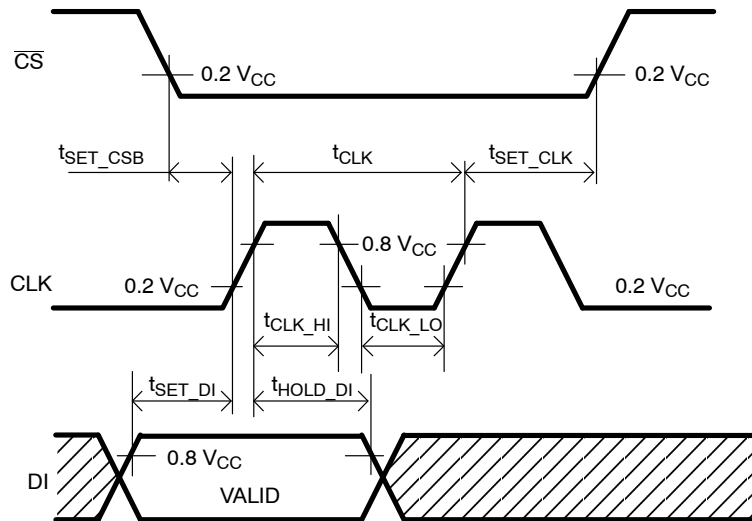 CS
0.2 VCC
0.2 VCC
tSET_CSB
tCLK
tSET_CLK
0.8 VCC
CLK
0.2 VCC
0.2 VCC
tCLK_HI
tCLK_LO
tSET_DI
tHOLD_DI
0.8 VCC
DI
VALID